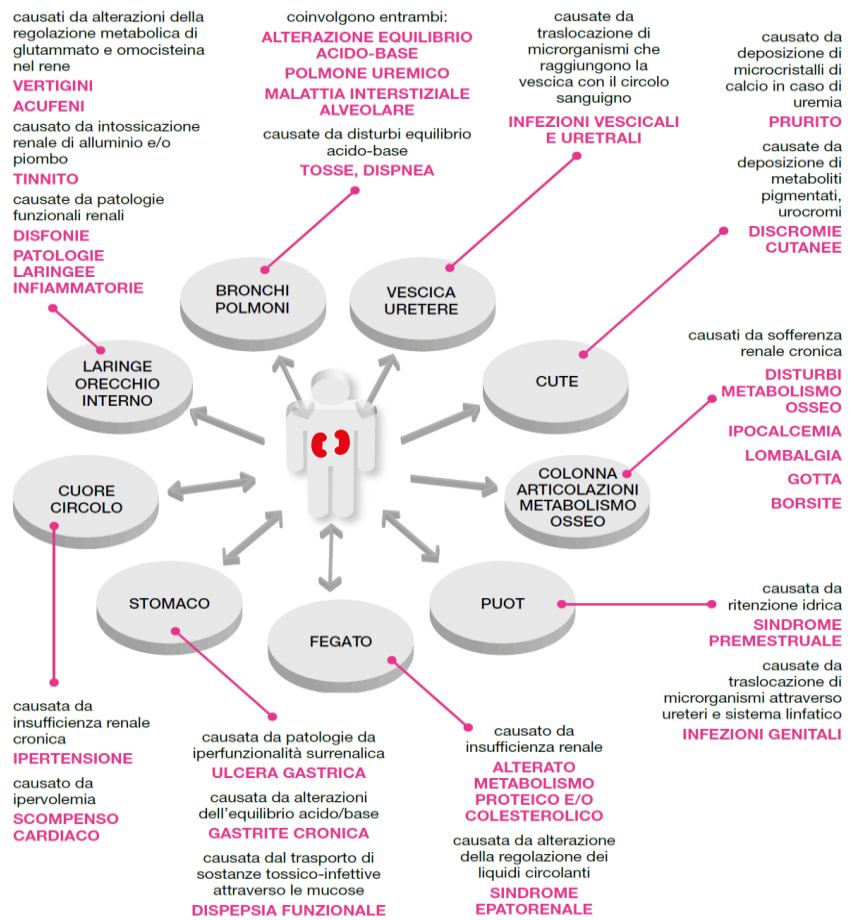 causati da alterazioni della
regolazione metabolica di
glutammato e omocisteina
nel rene
VERTIGINI
ACUFENI
causato da intossicazione
renale di alluminio e/o
piombo
TINNITO
causate da patologie
funzionali renali
DISFONIE
PATOLOGIE
LARINGEE
INFIAMMATORIE
coinvolgono entrambi:
ALTERAZIONE EQUILIBRIO
ACIDO-BASE
POLMONE UREMICO
MALATTIA INTERSTIZIALE
ALVEOLARE
causate da disturbi equilibrio
acido-base
TOSSE, DISPNEA
causate da
traslocazione di
microrganismi che
raggiungono la
vescica con il circolo
sanguigno
INFEZIONI VESCICALI
E URETRALI
causato da
deposizione di
microcristalli di
calcio in caso di
uremia
PRURITO
causate da
deposizione di
metaboliti
pigmentati,
urocromi
DISCROMIE
CUTANEE
BRONCHI
POLMONI
VESCICA
URETERE
LARINGE
ORECCHIO
INTERNO
CUTE
causati da sofferenza
renale cronica
DISTURBI
METABOLISMO
OSSEO
IPOCALCEMIA
LOMBALGIA
GOTTA
BORSITE
CUORE
CIRCOLO
COLONNA
ARTICOLAZIONI
METABOLISMO
OSSEO
STOMACO
FEGATO
PUOT
causata da
ritenzione idrica
SINDROME
PREMESTRUALE
causate da
traslocazione di
microrganismi attraverso
ureteri e sistema linfatico
INFEZIONI GENITALI
causata da
insufficienza renale
cronica
IPERTENSIONE
causato da
ipervolemia
SCOMPENSO
CARDIACO
causata da patologie da
iperfunzionalità surrenalica
ULCERA GASTRICA
causata da alterazioni
dell'equilibrio acido/base
GASTRITE CRONICA
causata dal trasporto di
sostanze tossico-infettive
attraverso le mucose
DISPEPSIA FUNZIONALE
causato da
insufficienza renale
ALTERATO
METABOLISMO
PROTEICO E/O
COLESTEROLICO
causata da alterazione
della regolazione dei
liquidi circolanti
SINDROME
EPATORENALE